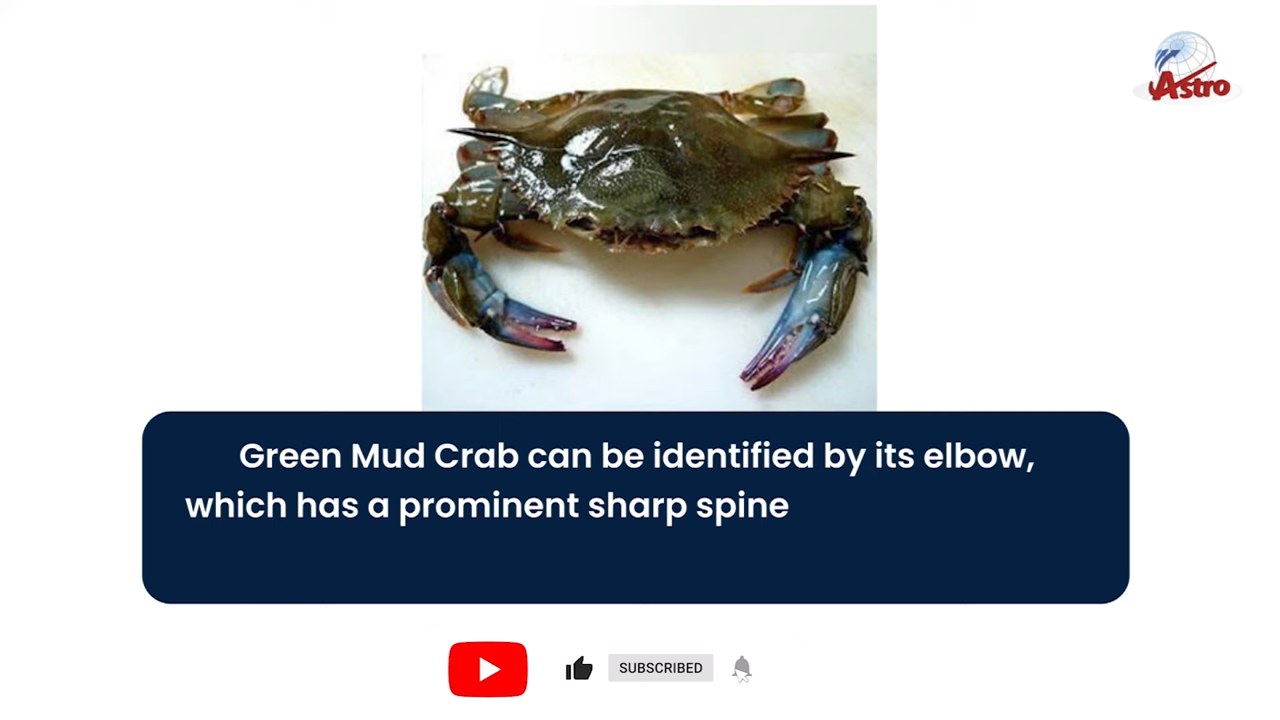 Astro
Green Mud Crab can be identified by its elbow,
which has a prominent sharp spine
SUBSCRIBED